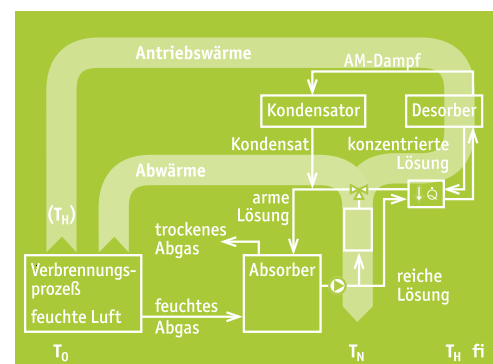 Antriebswärme
AM-Dampf
Kondensator
Desorber
Kondensat
konzentrierte
Lösung
Abwärme
(T_H)
arme
Lösung
trockenes
Abgas
Verbrennungs-
prozeß
feuchte Luft
Absorber
feuchtes
Abgas
reiche
Lösung
↓ Q̇
T_0
T_N
T_H fi